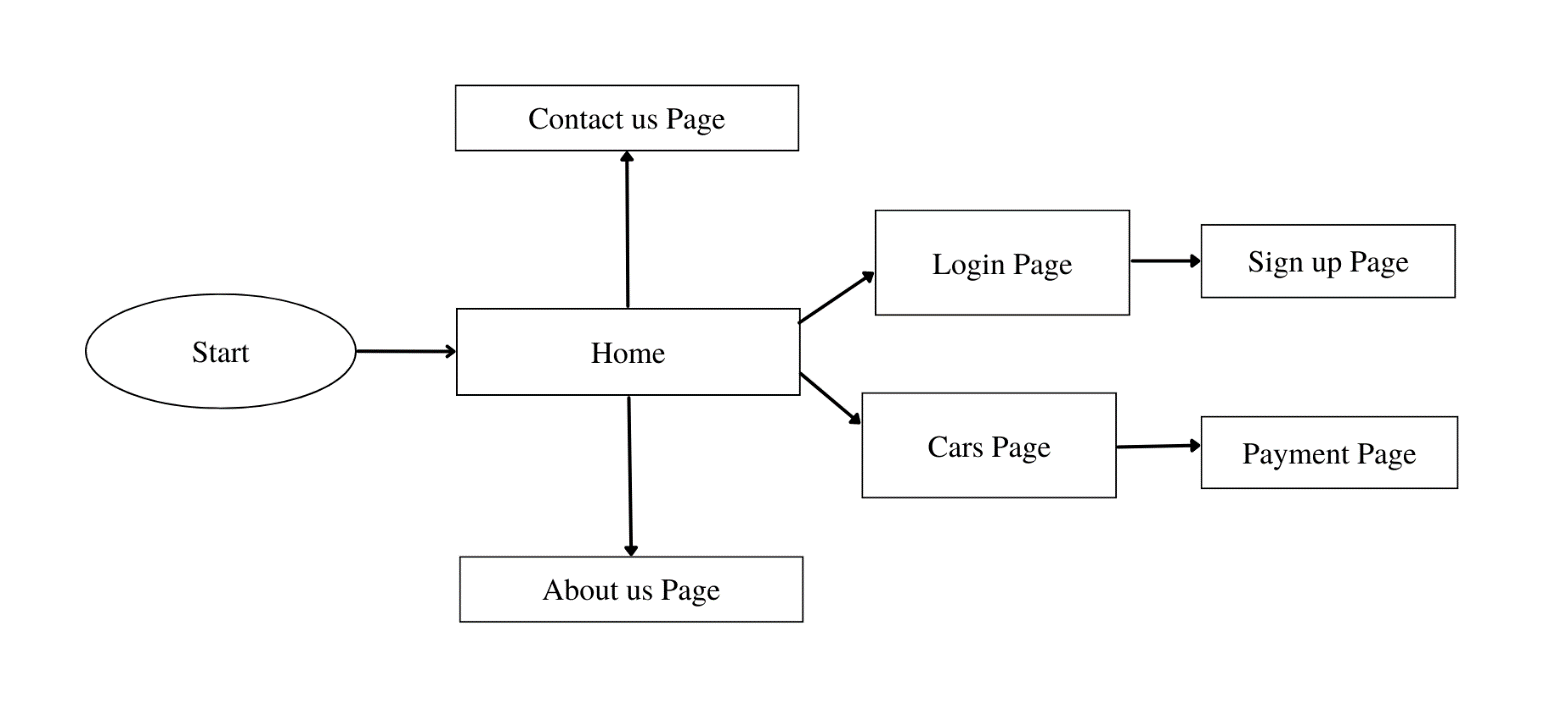 Contact us Page
Login Page
Sign up Page
Start
Home
Cars Page
Payment Page
About us Page